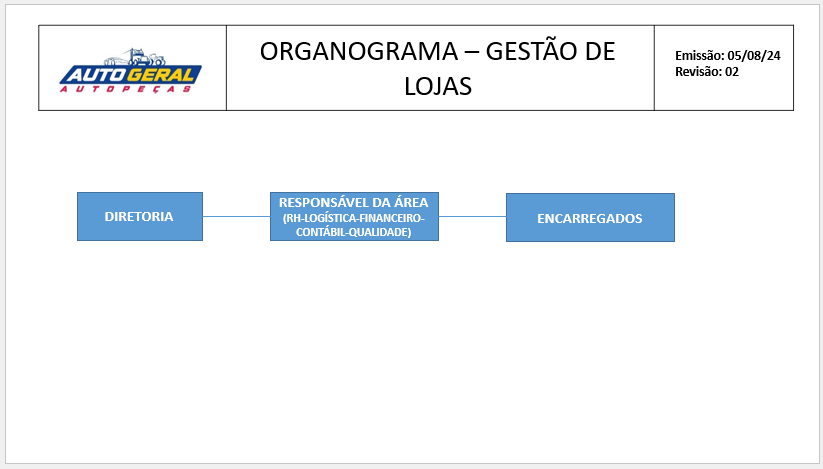 AUTO GERAL
AUTOPEÇAS
ORGANOGRAMA – GESTÃO DE
LOJAS
Emissão: 05/08/24
Revisão: 02
DIRETORIA
RESPONSÁVEL DA ÁREA
(RH-LOGÍSTICA-FINANCEIRO-
CONTÁBIL-QUALIDADE)
ENCARREGADOS